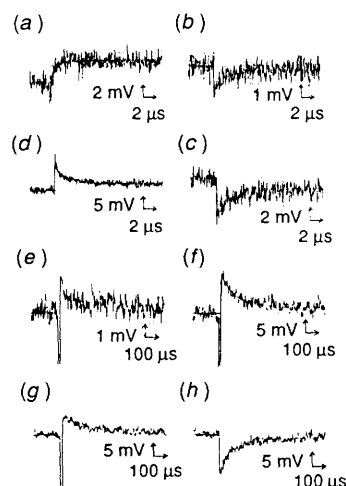 (a)
2 mV
2 µs
(b)
1 mV
2 µs
(d)
5 mV
2 µs
(c)
2 mV
2 µs
(e)
1 mV
100 µs
(f)
5 mV
100 µs
(g)
5 mV
100 µs
(h)
5 mV
100 µs